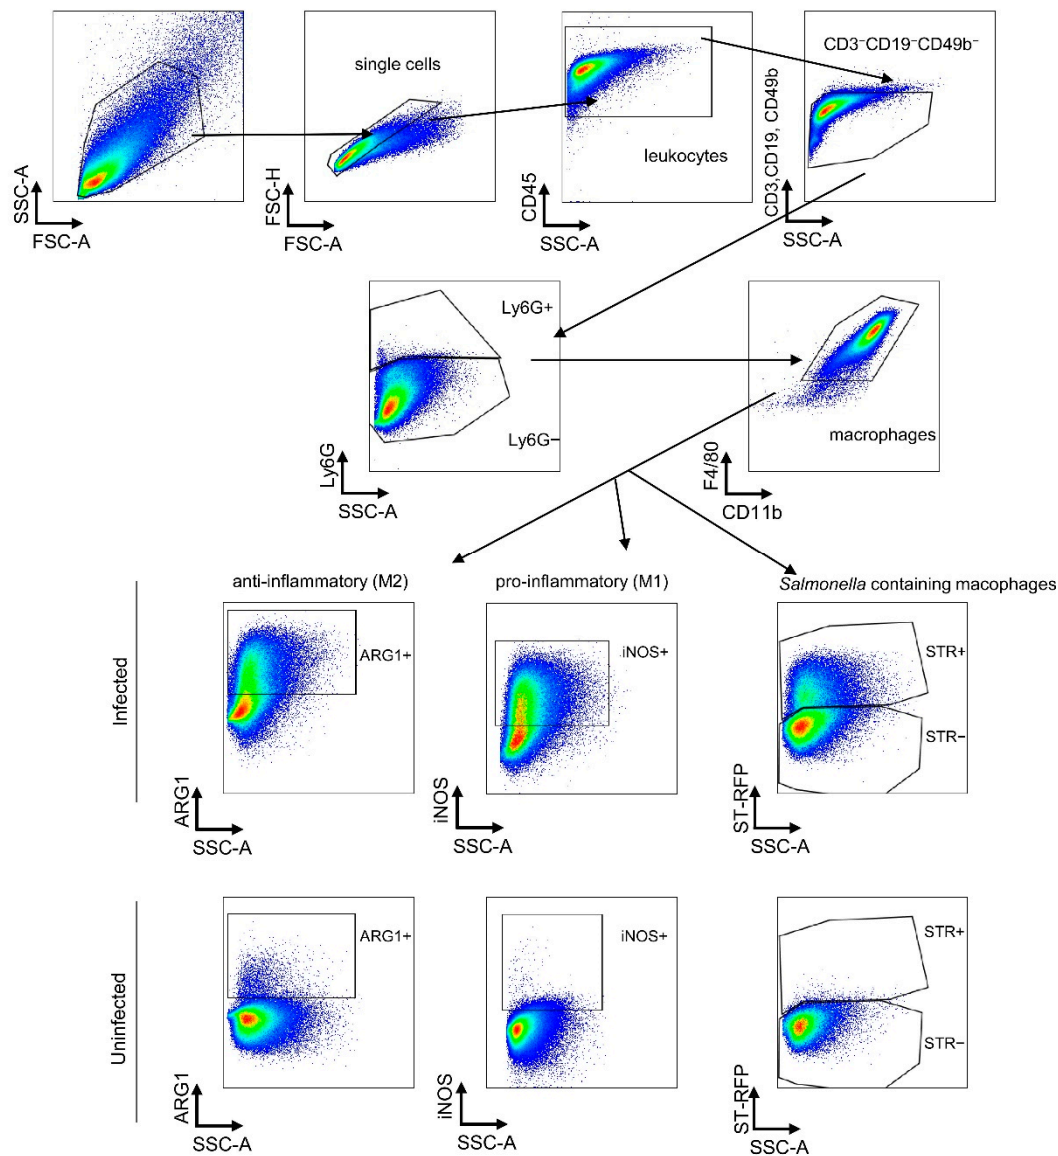 SSC-A
FSC-A
single cells
FSC-H
FSC-A
leukocytes
CD45
SSC-A
CD3⁻CD19⁻CD49b⁻
CD3,CD19, CD49b
SSC-A
Ly6G+
Ly6G−
Ly6G
SSC-A
macrophages
F4/80
CD11b
anti-inflammatory (M2)
pro-inflammatory (M1)
Salmonella containing macophages
Infected
ARG1+
ARG1
SSC-A
iNOS+
iNOS
SSC-A
STR+
STR−
ST-RFP
SSC-A
Uninfected
ARG1+
ARG1
SSC-A
iNOS+
iNOS
SSC-A
STR+
STR−
ST-RFP
SSC-A